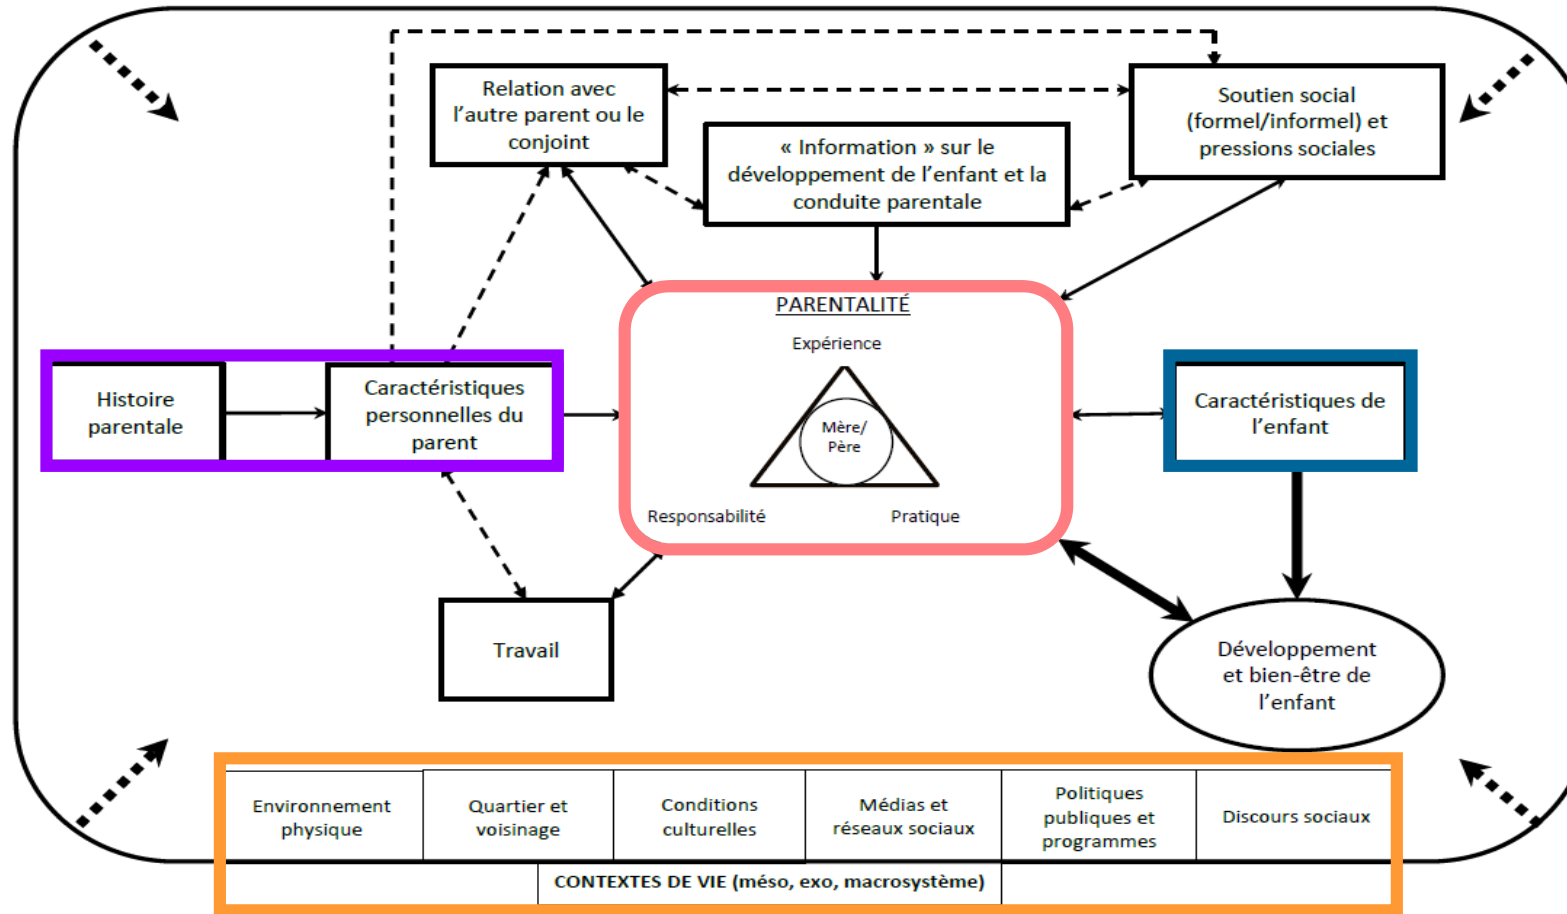 Relation avec
l’autre parent ou le
conjoint
Soutien social
(formel/informel) et
pressions sociales
« Information » sur le
développement de l’enfant et la
conduite parentale
PARENTALITÉ
Expérience
Mère/
Père
Responsabilité
Pratique
Histoire
parentale
Caractéristiques
personnelles du
parent
Caractéristiques de
l’enfant
Travail
Développement
et bien-être de
l’enfant
Environnement
physique
Quartier et
voisinage
Conditions
culturelles
Médias et
réseaux sociaux
Politiques
publiques et
programmes
Discours sociaux
CONTEXTES DE VIE (méso, exo, macrosystème)